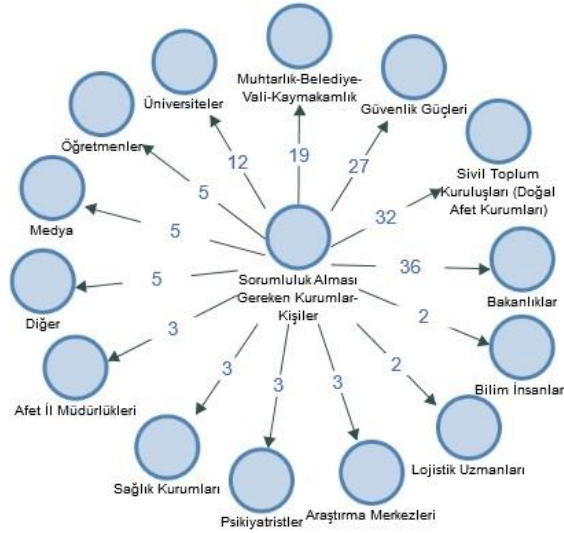 Muhtarlık-Belediye-
Vali-Kaymakamlık
Üniversiteler
Güvenlik Güçleri
Öğretmenler
Sivil Toplum
Kuruluşları (Doğal
Afet Kurumları)
12
19
27
5
32
Medya
5
Sorumluluk Alması
Gereken Kurumlar-
Kişiler
36
Bakanlıklar
5
Diğer
3
2
Bilim İnsanları
Afet İl Müdürlükleri
3
3
3
2
Lojistik Uzmanları
Sağlık Kurumları
Psikiyatristler
Araştırma Merkezleri